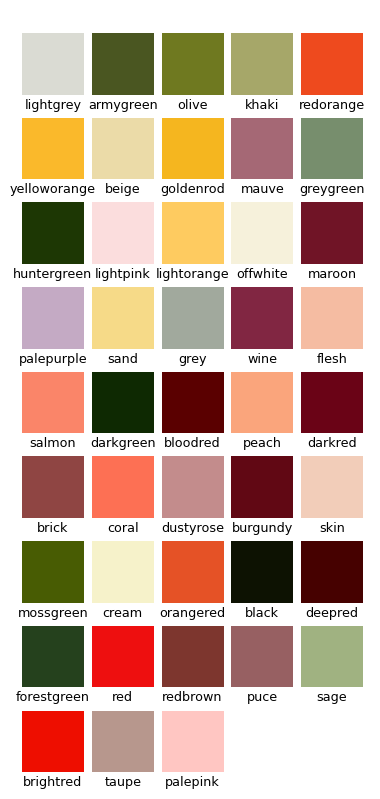 lightgrey armygreen olive khaki redorange
yelloworange beige goldenrod mauve greygreen
huntergreen lightpink lightorange offwhite maroon
palepurple sand grey wine flesh
salmon darkgreen bloodred peach darkred
brick coral dustyrose burgundy skin
mossgreen cream orangered black deepred
forestgreen red redbrown puce sage
brightred taupe palepink